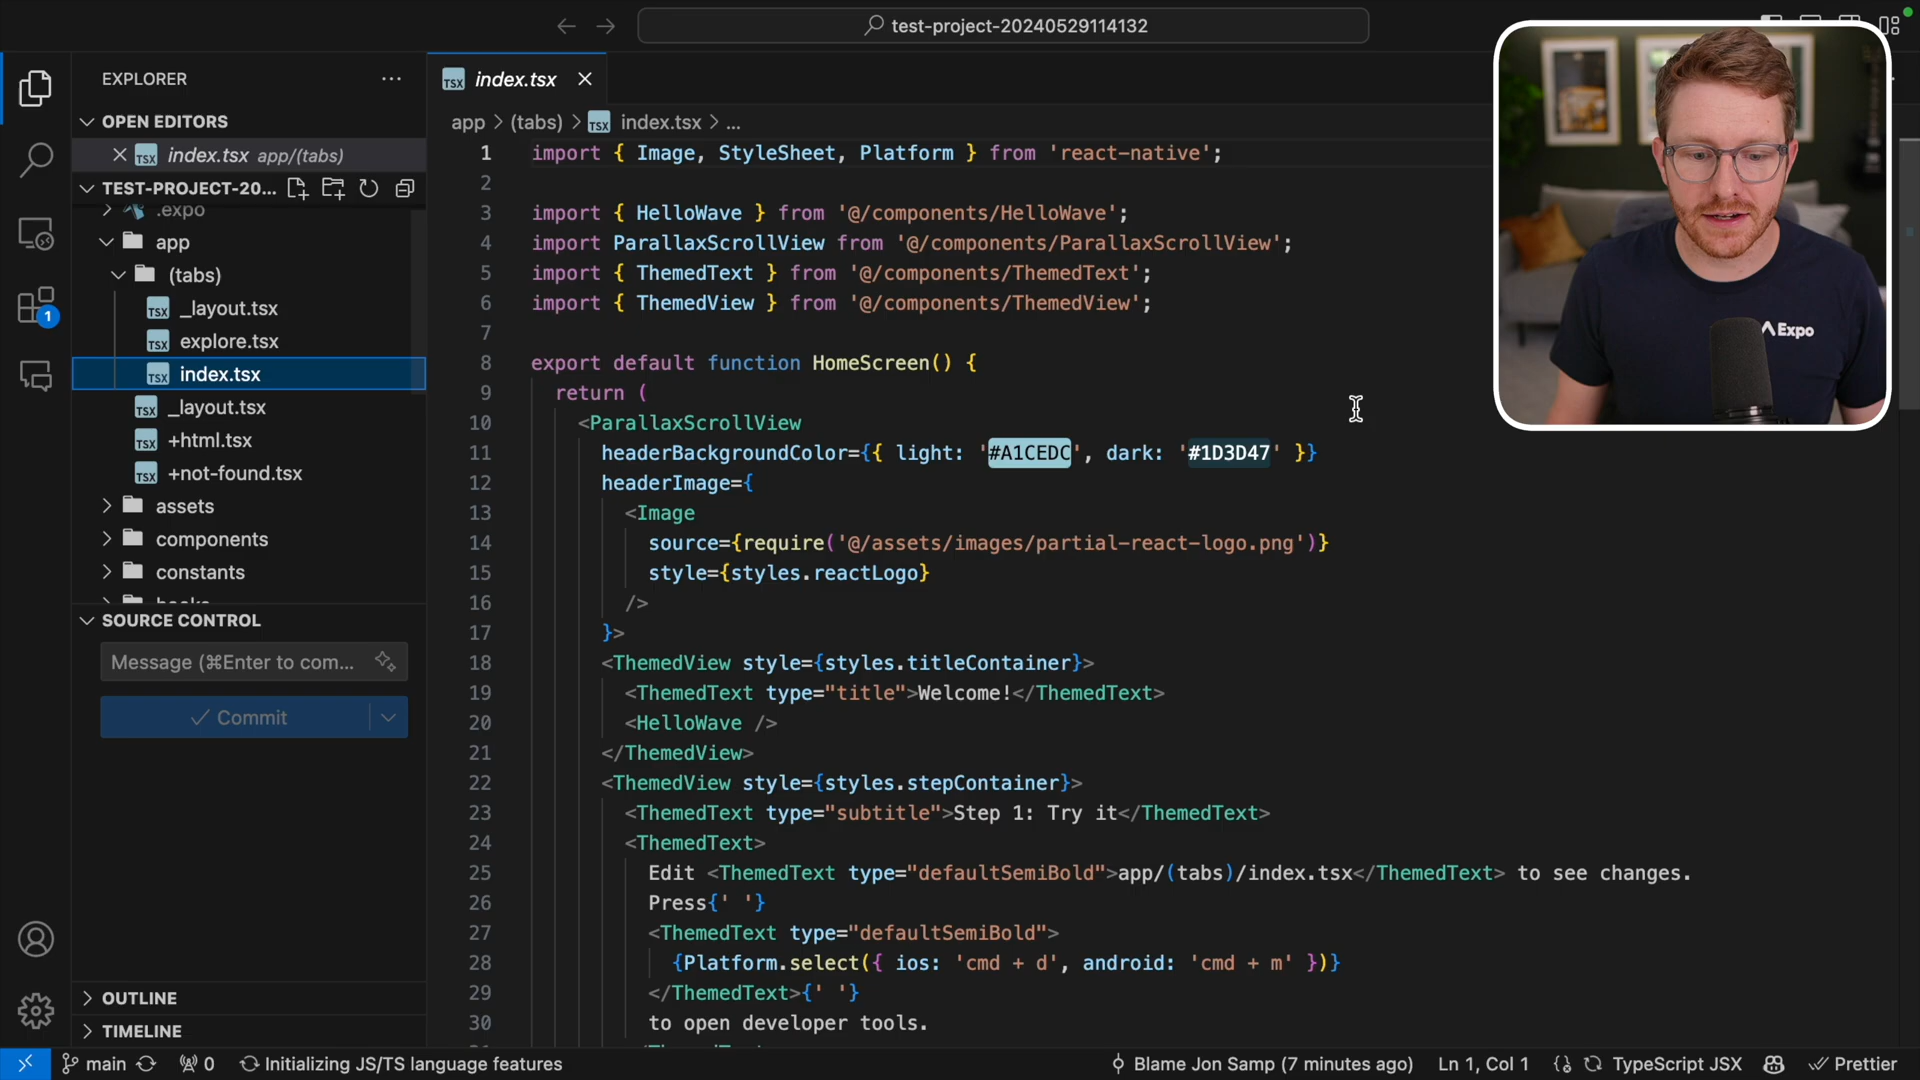 test-project-20240529114132
EXPLORER
index.tsx
OPEN EDITORS
index.tsx app/(tabs)
TEST-PROJECT-20...
.expo
app
(tabs)
_layout.tsx
explore.tsx
index.tsx
_layout.tsx
+html.tsx
+not-found.tsx
assets
components
constants
SOURCE CONTROL
Message (⌘Enter to com...
Commit
OUTLINE
TIMELINE
1
app > (tabs) > TSX index.tsx > ...
1 import { Image, StyleSheet, Platform } from 'react-native';
2
3 import { HelloWave } from '@/components/HelloWave';
4 import ParallaxScrollView from '@/components/ParallaxScrollView';
5 import { ThemedText } from '@/components/ThemedText';
6 import { ThemedView } from '@/components/ThemedView';
7
8 export default function HomeScreen() {
9 return (
10 <ParallaxScrollView
11 headerBackgroundColor={{ light: '#A1CEDC', dark: '#1D3D47' }}
12 headerImage={
13 <Image
14 source={require('@/assets/images/partial-react-logo.png')}
15 style={styles.reactLogo}
16 />
17 }>
18 <ThemedView style={styles.titleContainer}>
19 <ThemedText type="title">Welcome!</ThemedText>
20 <HelloWave />
21 </ThemedView>
22 <ThemedView style={styles.stepContainer}>
23 <ThemedText type="subtitle">Step 1: Try it</ThemedText>
24 <ThemedText>
25 Edit <ThemedText type="defaultSemiBold">app/(tabs)/index.tsx</ThemedText> to see changes.
26 Press{' '}
27 <ThemedText type="defaultSemiBold">
28 {Platform.select({ ios: 'cmd + d', android: 'cmd + m' })}
29 </ThemedText>{' '}
30 to open developer tools.
Expo
main
0
Initializing JS/TS language features
Blame Jon Samp (7 minutes ago)
Ln 1, Col 1
TypeScript JSX
Prettier